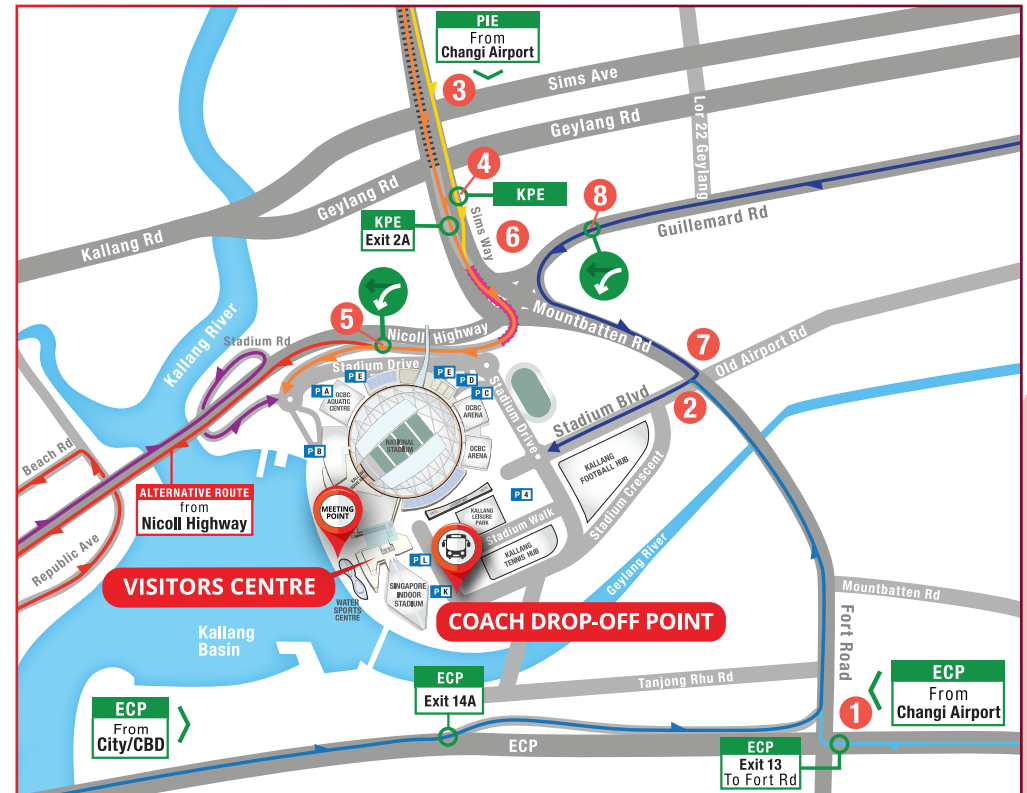 PIE
From
Changi Airport
3
Sims Ave
Geylang Rd
Lor 22 Geylang
4
KPE
Geylang Rd
8
KPE
Exit 2A
Sims Way
6
Guillemard Rd
Kallang Rd
5
Nicoll Highway
Mountbatten Rd
Kallang River
Stadium Rd
Stadium Drive
7
Old Airport Rd
P E
P E
P D
P A
P C
OCBC
AQUATIC
CENTRE
OCBC
ARENA
Stadium Drive
Stadium Blvd
2
NATIONAL
STADIUM
OCBC
ARENA
P B
Beach Rd
KALLANG
FOOTBALL HUB
ALTERNATIVE ROUTE
from
Nicoll Highway
P 4
MEETING
POINT
KALLANG
LEISURE
PARK
Stadium Crescent
Stadium Walk
Republic Ave
KALLANG
TENNIS HUB
P L
Geylang River
VISITORS CENTRE
SINGAPORE
INDOOR
STADIUM
P K
WATER
SPORTS
CENTRE
COACH DROP-OFF POINT
Mountbatten Rd
Kallang
Basin
Fort Road
ECP
Exit 14A
Tanjong Rhu Rd
ECP
From
Changi Airport
1
ECP
From
City/CBD
ECP
ECP
Exit 13
To Fort Rd